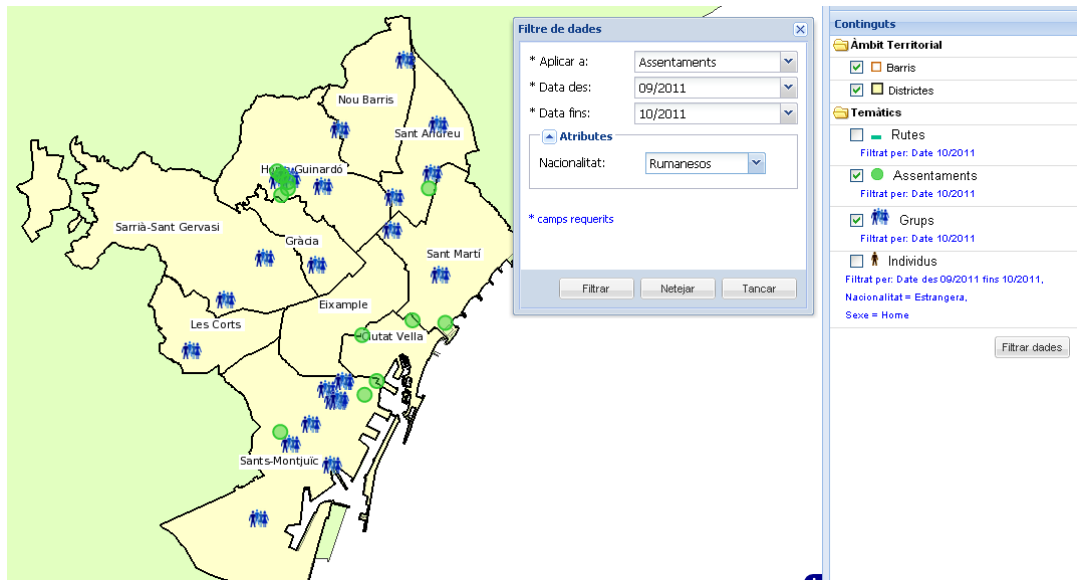 Nou Barris
Sant Andreu
Guinardó
Sarrià-Sant Gervasi
Gràcia
Sant Martí
Eixample
Les Corts
Ciutat Vella
Sants-Montjuïc
Filtre de dades
* Aplicar a: Assentaments
* Data des: 09/2011
* Data fins: 10/2011
Atributes
Nacionalitat: Rumanesos
* camps requerits
Filtrar Netejar Tancar
Continguts
Àmbit Territorial
Barris
Districtes
Temàtics
Rutes
Filtrat per: Date 10/2011
Assentaments
Filtrat per: Date 10/2011
Grups
Filtrat per: Date 10/2011
Individus
Filtrat per: Date des 09/2011 fins 10/2011,
Nacionalitat = Estrangera,
Sexe = Home
Filtrar dades